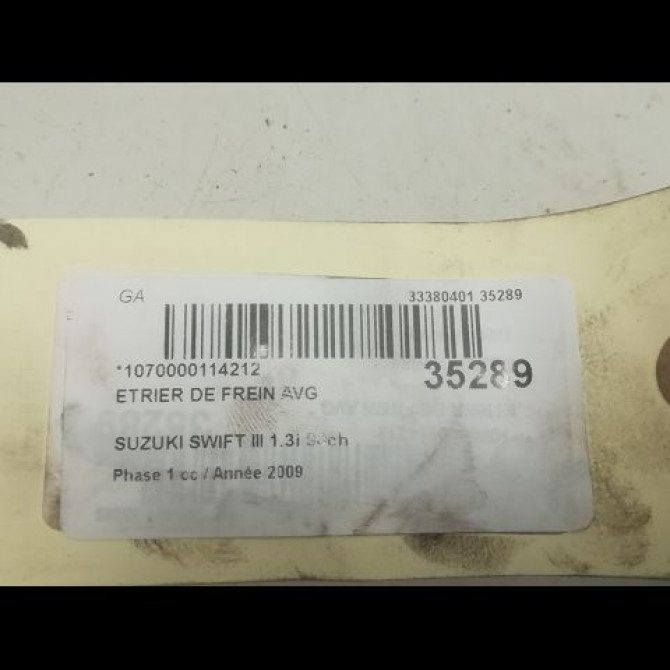 GA 33380401 35289
*1070000114212 35289
ETRIER DE FREIN AVG
SUZUKI SWIFT III 1.3i
Phase 1 cc / Année 2009